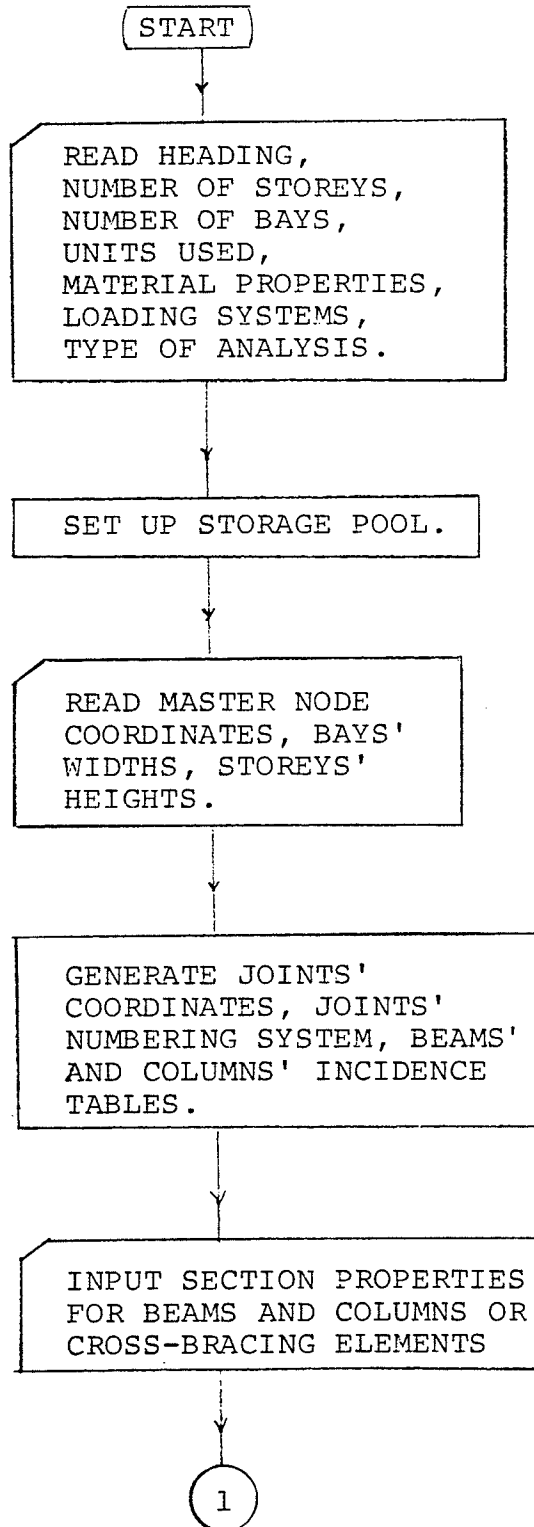 START
READ HEADING,
NUMBER OF STOREYS,
NUMBER OF BAYS,
UNITS USED,
MATERIAL PROPERTIES,
LOADING SYSTEMS,
TYPE OF ANALYSIS.
SET UP STORAGE POOL.
READ MASTER NODE
COORDINATES, BAYS'
WIDTHS, STOREYS'
HEIGHTS.
GENERATE JOINTS'
COORDINATES, JOINTS'
NUMBERING SYSTEM, BEAMS'
AND COLUMNS' INCIDENCE
TABLES.
INPUT SECTION PROPERTIES
FOR BEAMS AND COLUMNS OR
CROSS-BRACING ELEMENTS
1